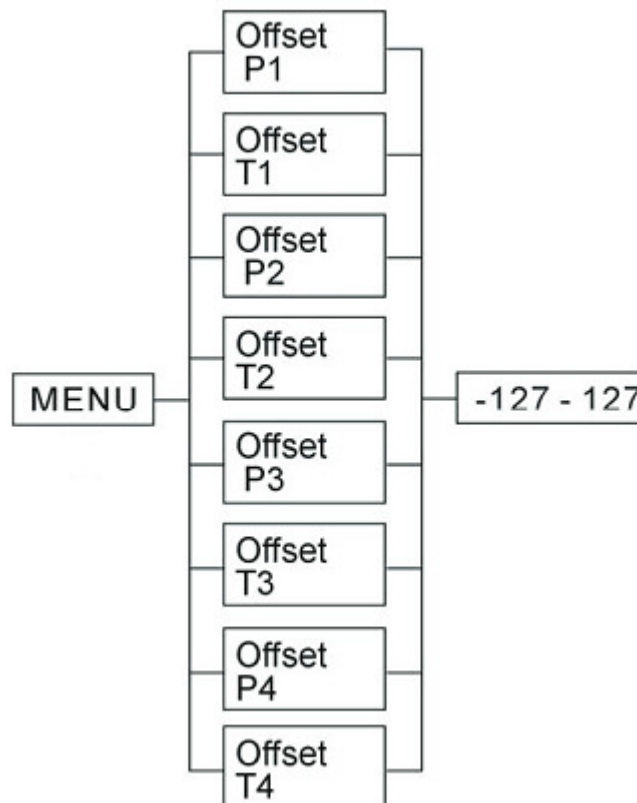 Offset
P1
Offset
T1
Offset
P2
Offset
T2
MENU
-127 - 127
Offset
P3
Offset
T3
Offset
P4
Offset
T4